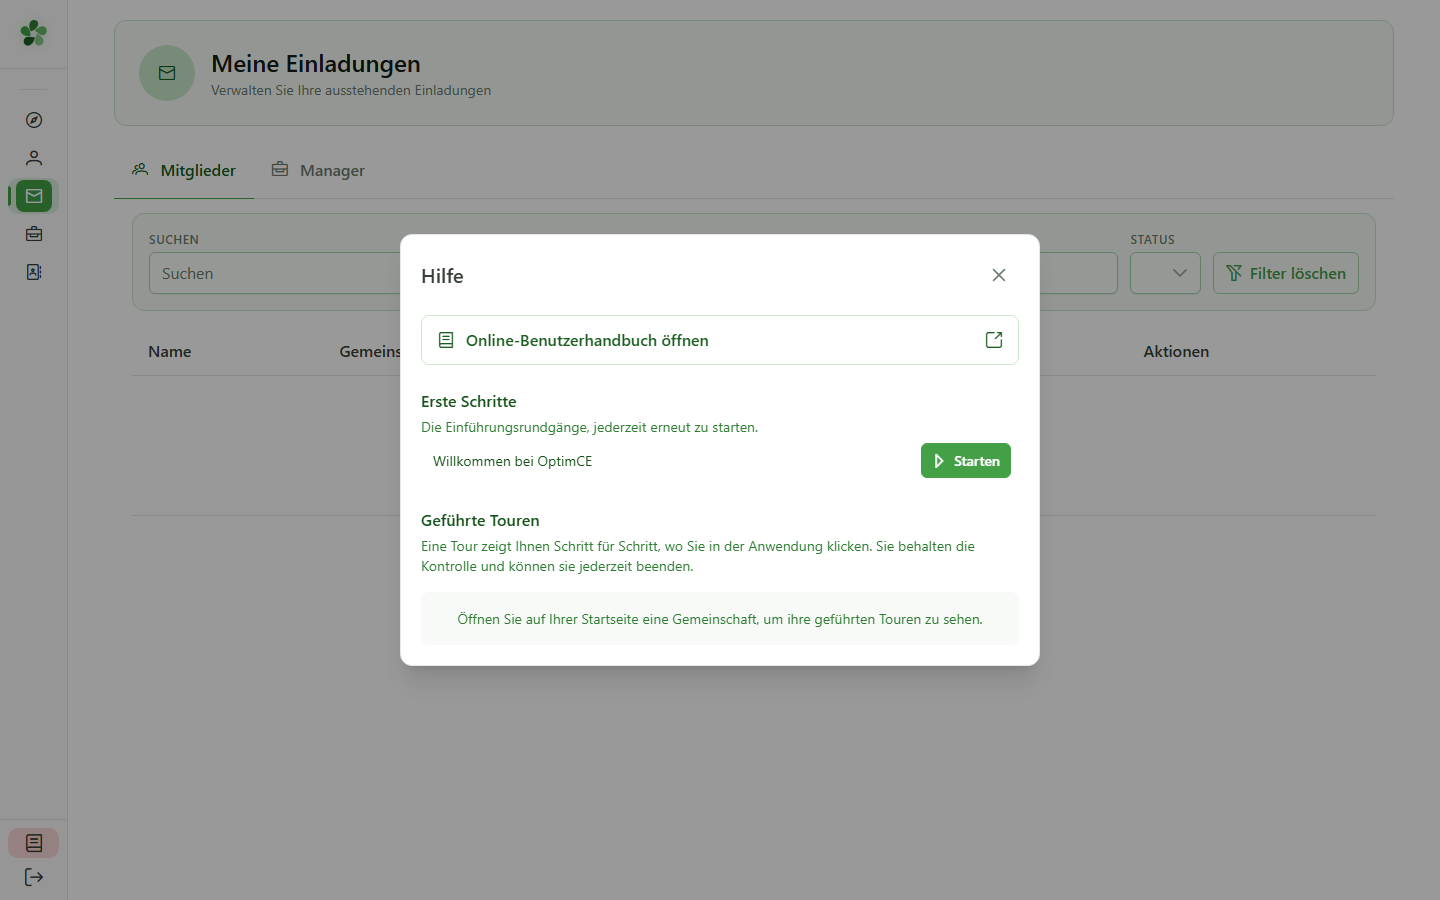 Meine Einladungen
Verwalten Sie Ihre ausstehenden Einladungen
Mitglieder
Manager
SUCHEN
STATUS
Suchen
Filter löschen
Name
Aktionen
Hilfe
Online-Benutzerhandbuch öffnen
Erste Schritte
Die Einführungsrundgänge, jederzeit erneut zu starten.
Willkommen bei OptimCE
Starten
Geführte Touren
Eine Tour zeigt Ihnen Schritt für Schritt, wo Sie in der Anwendung klicken. Sie behalten die
Kontrolle und können sie jederzeit beenden.
Öffnen Sie auf Ihrer Startseite eine Gemeinschaft, um ihre geführten Touren zu sehen.